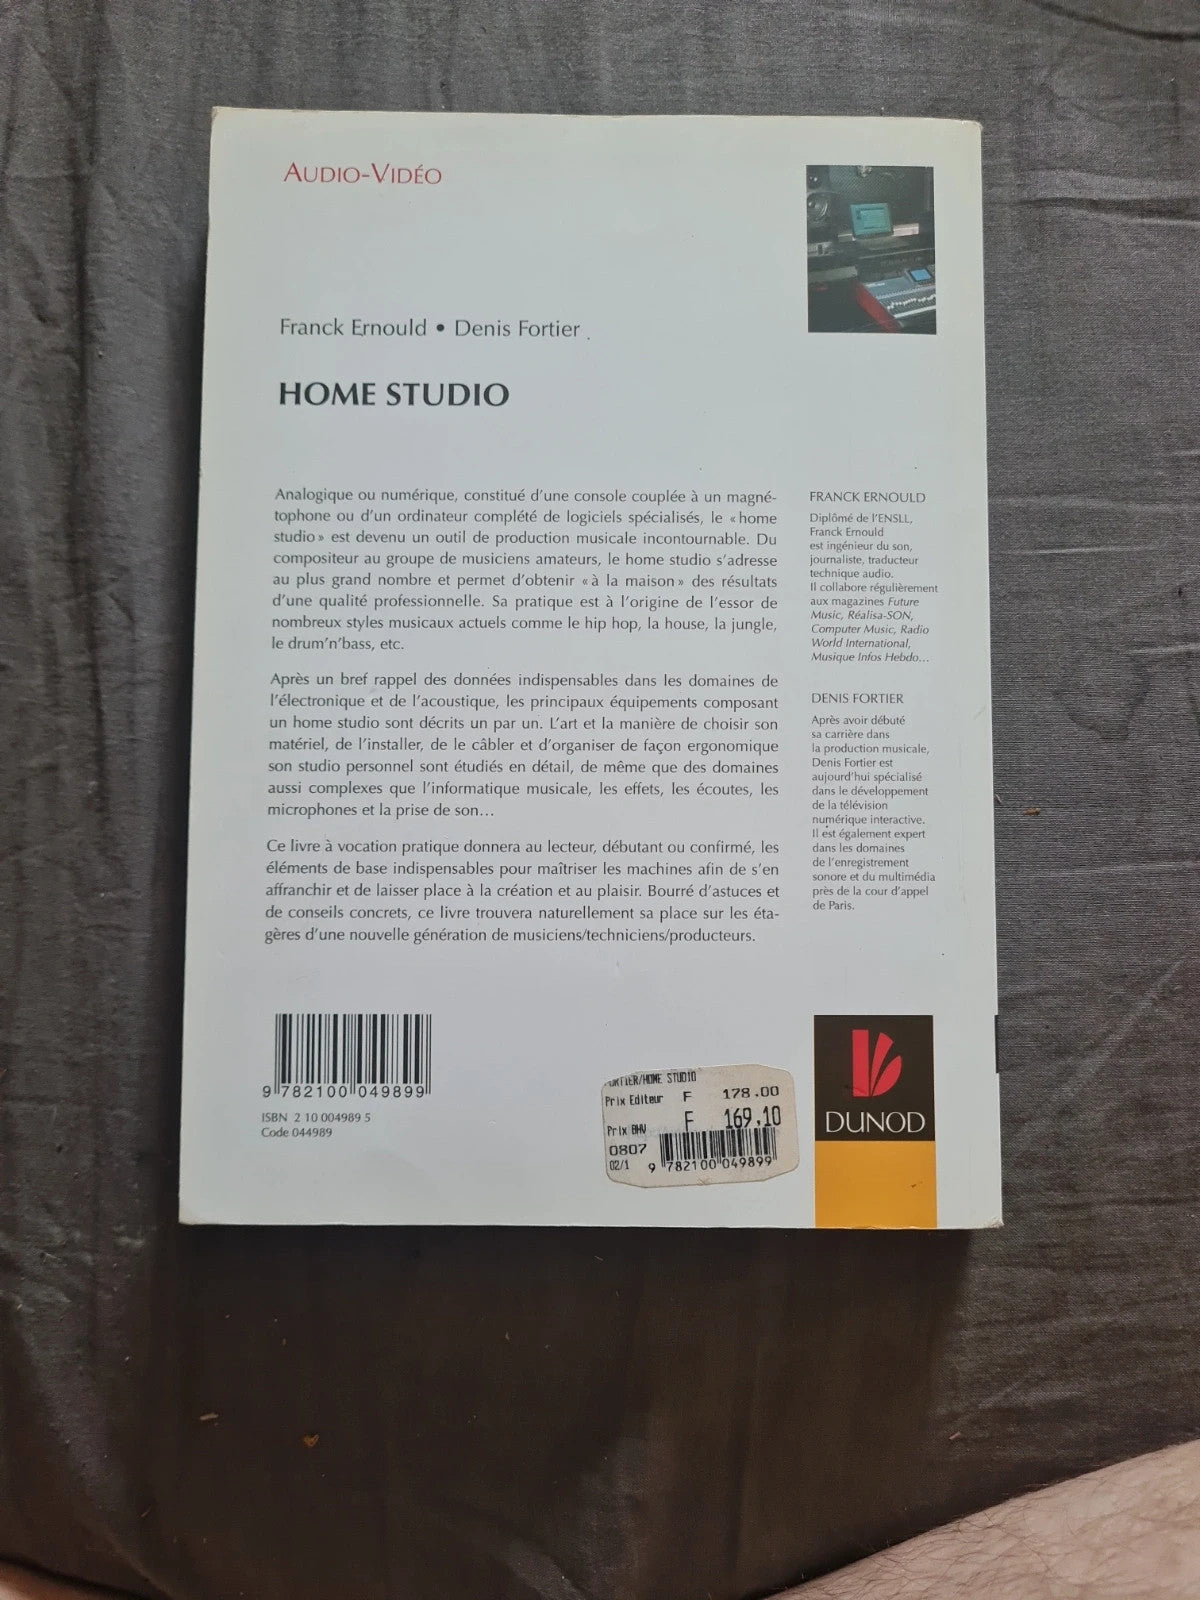 AUDIO-VIDÉO
Franck Ernould • Denis Fortier
HOME STUDIO
Analogique ou numérique, constitué d'une console couplée à un magné-
tophone ou d'un ordinateur complété de logiciels spécialisés, le «home
studio» est devenu un outil de production musicale incontournable. Du
compositeur au groupe de musiciens amateurs, le home studio s'adresse
au plus grand nombre et permet d'obtenir «à la maison» des résultats
d'une qualité professionnelle. Sa pratique est à l'origine de l'essor de
nombreux styles musicaux actuels comme le hip hop, la house, la jungle,
le drum'n'bass, etc.
Après un bref rappel des données indispensables dans les domaines de
l'électronique et de l'acoustique, les principaux équipements composant
un home studio sont décrits un par un. L'art et la manière de choisir son
matériel, de l'installer, de le câbler et d'organiser de façon ergonomique
son studio personnel sont étudiés en détail, de même que des domaines
aussi complexes que l'informatique musicale, les effets, les écoutes, les
microphones et la prise de son...
Ce livre à vocation pratique donnera au lecteur, débutant ou confirmé, les
éléments de base indispensables pour maîtriser les machines afin de s'en
affranchir et de laisser place à la création et au plaisir. Bourré d'astuces et
de conseils concrets, ce livre trouvera naturellement sa place sur les éta-
gères d'une nouvelle génération de musiciens/techniciens/producteurs.
FRANCK ERNOULD
Diplômé de l'ENSLL,
Franck Ernould
est ingénieur du son,
journaliste, traducteur
technique audio.
Il collabore régulièrement
aux magazines Future
Music, Réalisa-SON,
Computer Music, Radio
World International,
Musique Infos Hebdo...
DENIS FORTIER
Après avoir débuté
sa carrière dans
la production musicale,
Denis Fortier est
aujourd'hui spécialisé
dans le développement
de la télévision
numérique interactive.
Il est également expert
dans les domaines
de l'enregistrement
sonore et du multimédia
près de la cour d'appel
de Paris.
9 782100 049899
ISBN 2 10 004989 5
Code 044989
/HOME STUDIO
Prix Editeur F 178.00
Prix BHV F 169,10
0807
02/1 9 782100 049899
DUNOD